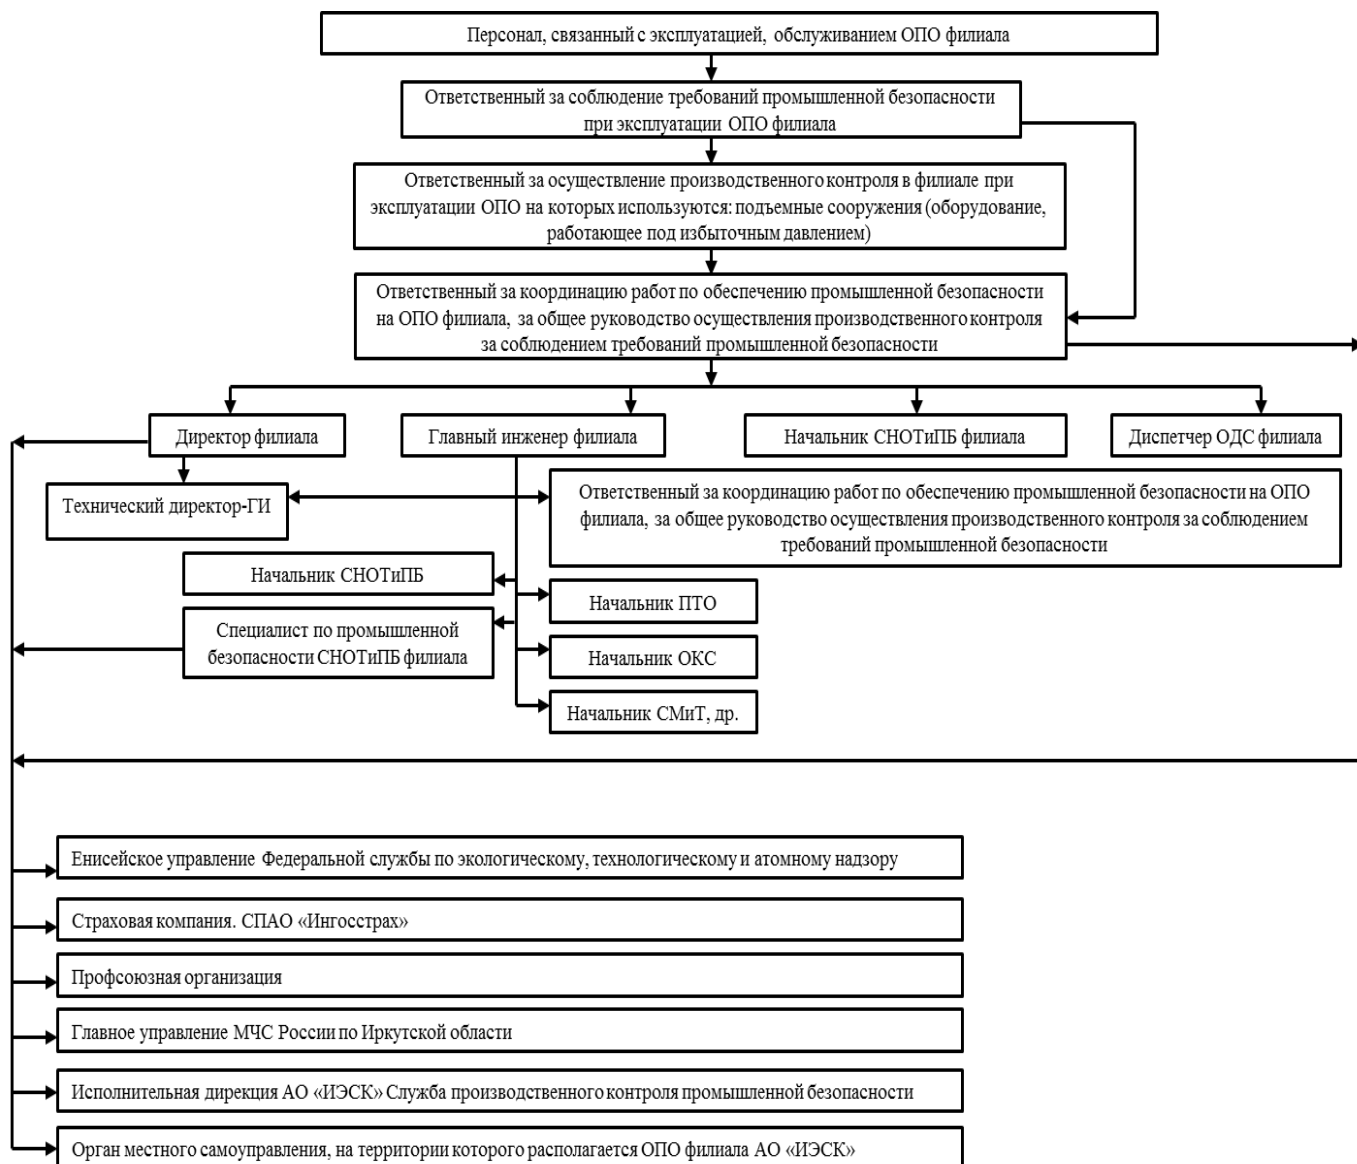 Персонал, связанный с эксплуатацией, обслуживанием ОПО филиала
Ответственный за соблюдение требований промышленной безопасности
при эксплуатации ОПО филиала
Ответственный за осуществление производственного контроля в филиале при
эксплуатации ОПО на которых используются: подъемные сооружения (оборудование,
работающее под избыточным давлением)
Ответственный за координацию работ по обеспечению промышленной безопасности
на ОПО филиала, за общее руководство осуществления производственного контроля
за соблюдением требований промышленной безопасности
Директор филиала
Главный инженер филиала
Начальник СНОТиПБ филиала
Диспетчер ОДС филиала
Технический директор-ГИ
Ответственный за координацию работ по обеспечению промышленной безопасности на ОПО
филиала, за общее руководство осуществления производственного контроля за соблюдением
требований промышленной безопасности
Начальник СНОТиПБ
Начальник ПТО
Специалист по промышленной
безопасности СНОТиПБ филиала
Начальник ОКС
Начальник СМиТ, др.
Енисейское управление Федеральной службы по экологическому, технологическому и атомному надзору
Страховая компания. СПАО «Ингосстрах»
Профсоюзная организация
Главное управление МЧС России по Иркутской области
Исполнительная дирекция АО «ИЭСК» Служба производственного контроля промышленной безопасности
Орган местного самоуправления, на территории которого располагается ОПО филиала АО «ИЭСК»